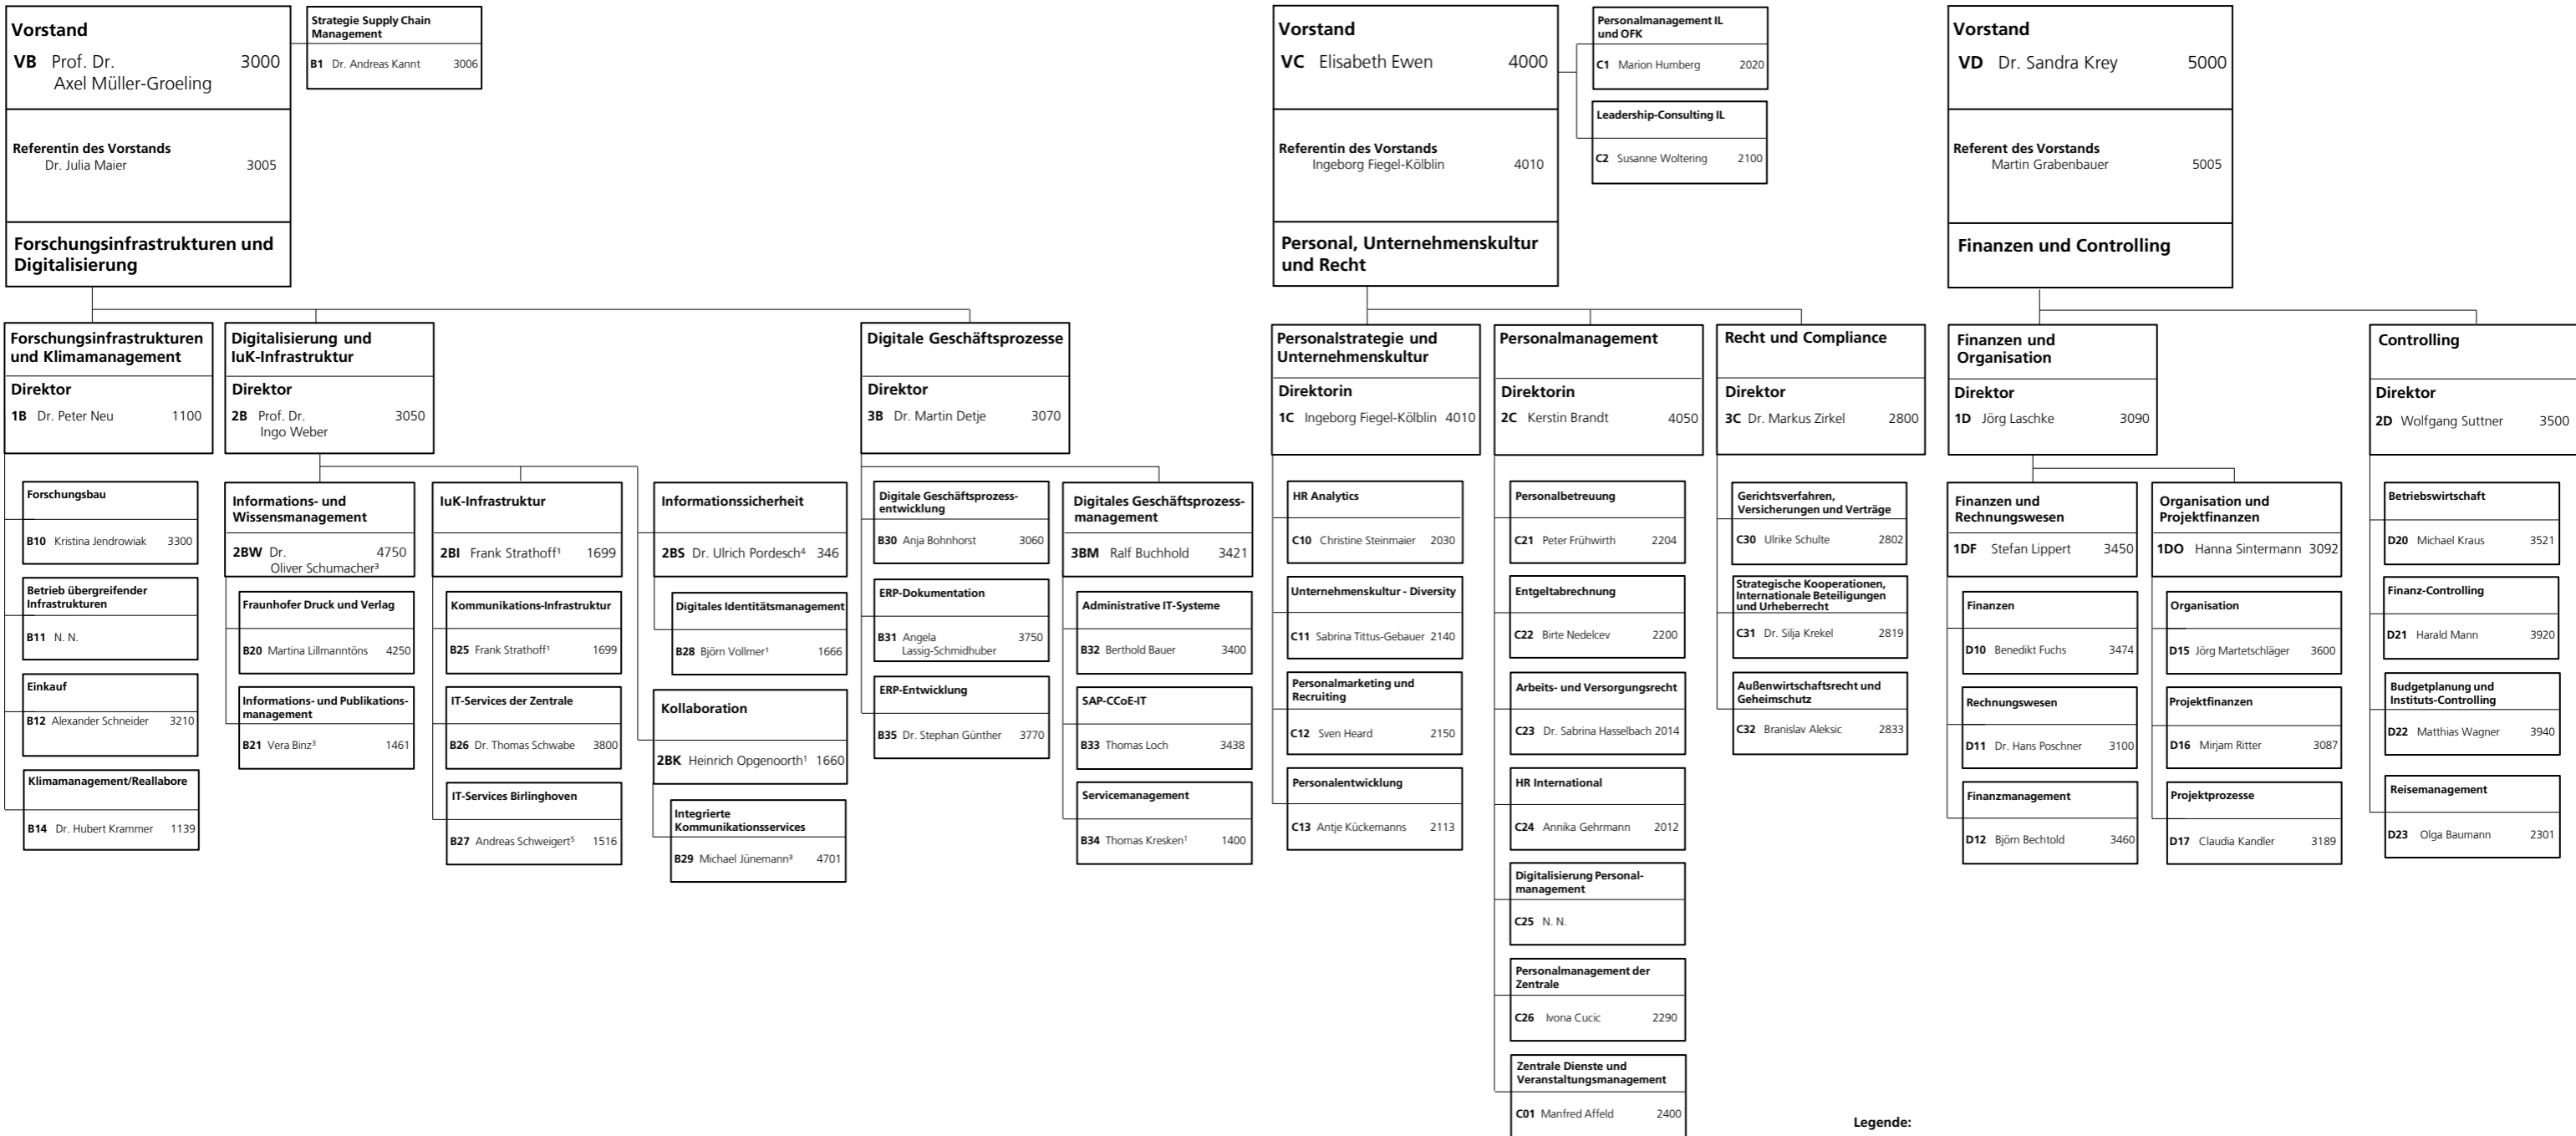 Vorstand
VB Prof. Dr. 3000
Axel Müller-Groeling
Referentin des Vorstands
Dr. Julia Maier 3005
Forschungsinfrastrukturen und
Digitalisierung
Strategie Supply Chain
Management
B1 Dr. Andreas Kannt 3006
Vorstand
VC Elisabeth Ewen 4000
Referentin des Vorstands
Ingeborg Fiegel-Kölblin 4010
Personal, Unternehmenskultur
und Recht
Personalmanagement IL
und OFK
C1 Marion Humberg 2020
Leadership-Consulting IL
C2 Susanne Woltering 2100
Vorstand
VD Dr. Sandra Krey 5000
Referent des Vorstands
Martin Grabenbauer 5005
Finanzen und Controlling
Forschungsinfrastrukturen
und Klimamanagement
Direktor
1B Dr. Peter Neu 1100
Forschungsbau
B10 Kristina Jendrowiak 3300
Betrieb übergreifender
Infrastrukturen
B11 N. N.
Einkauf
B12 Alexander Schneider 3210
Klimamanagement/Reallabore
B14 Dr. Hubert Krammer 1139
Digitalisierung und
IuK-Infrastruktur
Direktor
2B Prof. Dr. 3050
Ingo Weber
Informations- und
Wissensmanagement
2BW Dr. 4750
Oliver Schumacher³
Fraunhofer Druck und Verlag
B20 Martina Lillmanntöns 4250
Informations- und Publikations-
management
B21 Vera Binz³ 1461
IuK-Infrastruktur
2BI Frank Strathoff¹ 1699
Kommunikations-Infrastruktur
B25 Frank Strathoff¹ 1699
IT-Services der Zentrale
B26 Dr. Thomas Schwabe 3800
IT-Services Birlinghoven
B27 Andreas Schweigert⁵ 1516
Informationssicherheit
2BS Dr. Ulrich Pordesch⁴ 346
Digitales Identitätsmanagement
B28 Björn Vollmer¹ 1666
Kollaboration
2BK Heinrich Opgenoorth¹ 1660
Integrierte
Kommunikationsservices
B29 Michael Jünemann³ 4701
Digitale Geschäftsprozesse
Direktor
3B Dr. Martin Detje 3070
Digitale Geschäftsprozess-
entwicklung
B30 Anja Bohnhorst 3060
ERP-Dokumentation
B31 Angela 3750
Lassig-Schmidhuber
ERP-Entwicklung
B35 Dr. Stephan Günther 3770
Digitales Geschäftsprozess-
management
3BM Ralf Buchhold 3421
Administrative IT-Systeme
B32 Berthold Bauer 3400
SAP-CCoE-IT
B33 Thomas Loch 3438
Servicemanagement
B34 Thomas Kresken¹ 1400
Personalstrategie und
Unternehmenskultur
Direktorin
1C Ingeborg Fiegel-Kölblin 4010
HR Analytics
C10 Christine Steinmaier 2030
Unternehmenskultur - Diversity
C11 Sabrina Tittus-Gebauer 2140
Personalmarketing und
Recruiting
C12 Sven Heard 2150
Personalentwicklung
C13 Antje Kückemanns 2113
Personalmanagement
Direktorin
2C Kerstin Brandt 4050
Personalbetreuung
C21 Peter Frühwirth 2204
Entgeltabrechnung
C22 Birte Nedelcev 2200
Arbeits- und Versorgungsrecht
C23 Dr. Sabrina Hasselbach 2014
HR International
C24 Annika Gehrmann 2012
Digitalisierung Personal-
management
C25 N. N.
Personalmanagement der
Zentrale
C26 Ivona Cucic 2290
Zentrale Dienste und
Veranstaltungsmanagement
C01 Manfred Affeld 2400
Recht und Compliance
Direktor
3C Dr. Markus Zirkel 2800
Gerichtsverfahren,
Versicherungen und Verträge
C30 Ulrike Schulte 2802
Strategische Kooperationen,
Internationale Beteiligungen
und Urheberrecht
C31 Dr. Silja Krekel 2819
Außenwirtschaftsrecht und
Geheimschutz
C32 Branislav Aleksic 2833
Finanzen und
Organisation
Direktor
1D Jörg Laschke 3090
Finanzen und
Rechnungswesen
1DF Stefan Lippert 3450
Finanzen
D10 Benedikt Fuchs 3474
Rechnungswesen
D11 Dr. Hans Poschner 3100
Finanzmanagement
D12 Björn Bechtold 3460
Organisation und
Projektfinanzen
1DO Hanna Sintermann 3092
Organisation
D15 Jörg Martetschläger 3600
Projektfinanzen
D16 Mirjam Ritter 3087
Projektprozesse
D17 Claudia Kandler 3189
Controlling
Direktor
2D Wolfgang Suttner 3500
Betriebswirtschaft
D20 Michael Kraus 3521
Finanz-Controlling
D21 Harald Mann 3920
Budgetplanung und
Instituts-Controlling
D22 Matthias Wagner 3940
Reisemanagement
D23 Olga Baumann 2301
Legende: